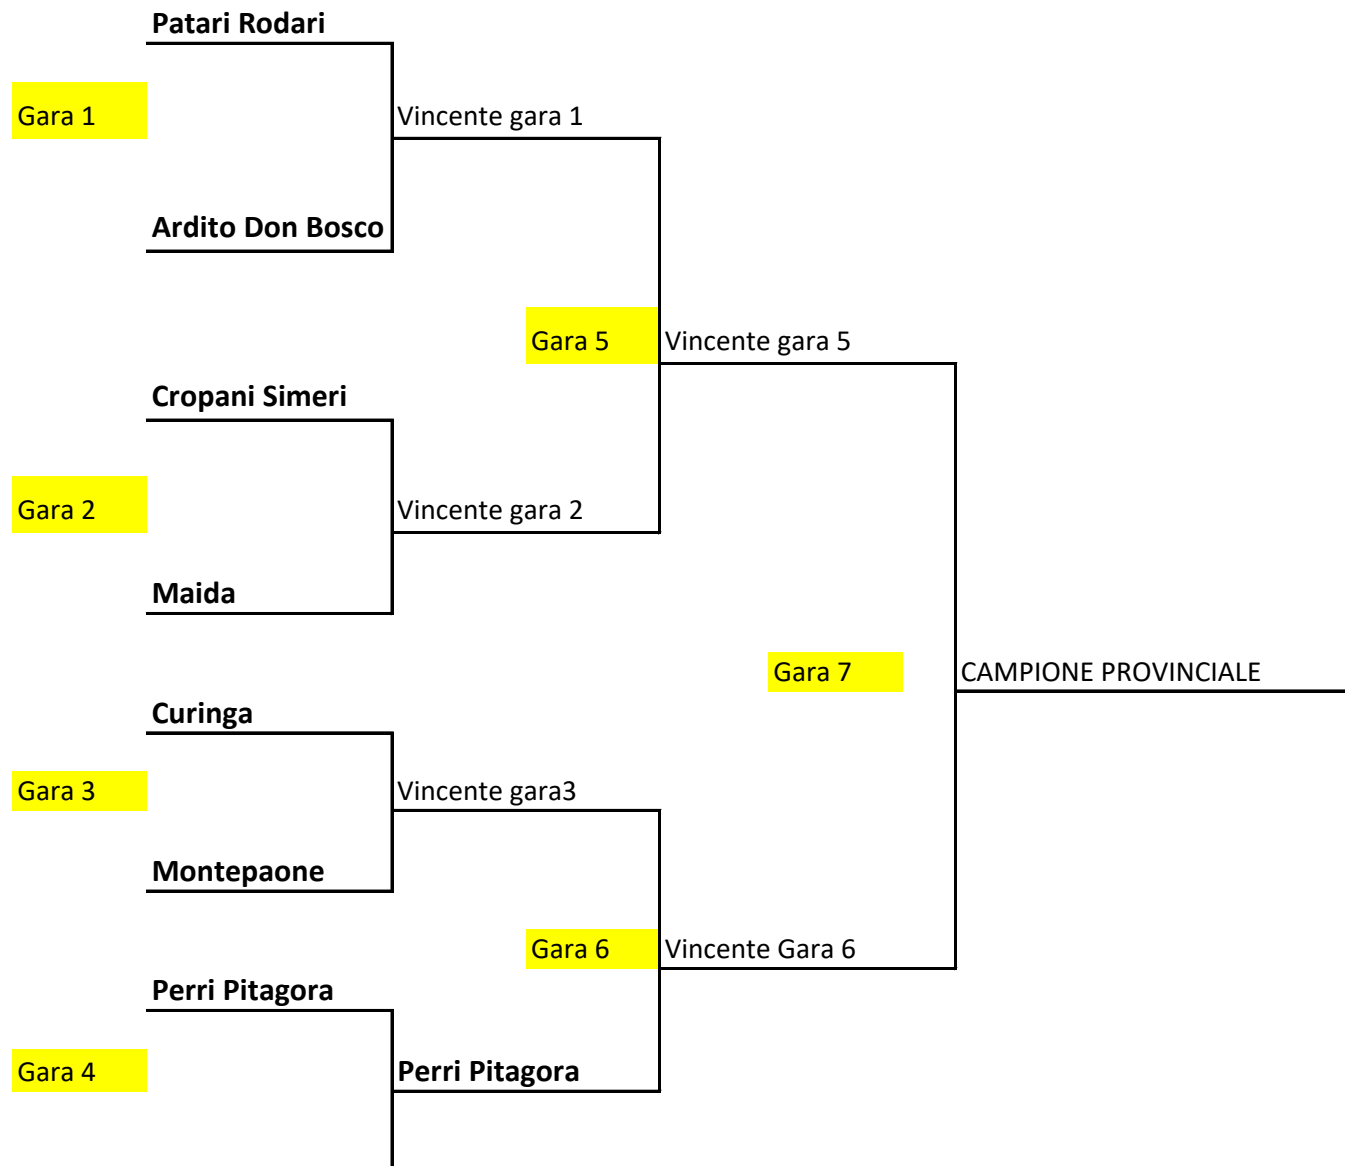 Patari Rodari
Gara 1
Vincente gara 1
Ardito Don Bosco
Gara 5
Vincente gara 5
Cropani Simeri
Gara 2
Vincente gara 2
Maida
Gara 7
CAMPIONE PROVINCIALE
Curinga
Gara 3
Vincente gara3
Montepaone
Gara 6
Vincente Gara 6
Perri Pitagora
Gara 4
Perri Pitagora